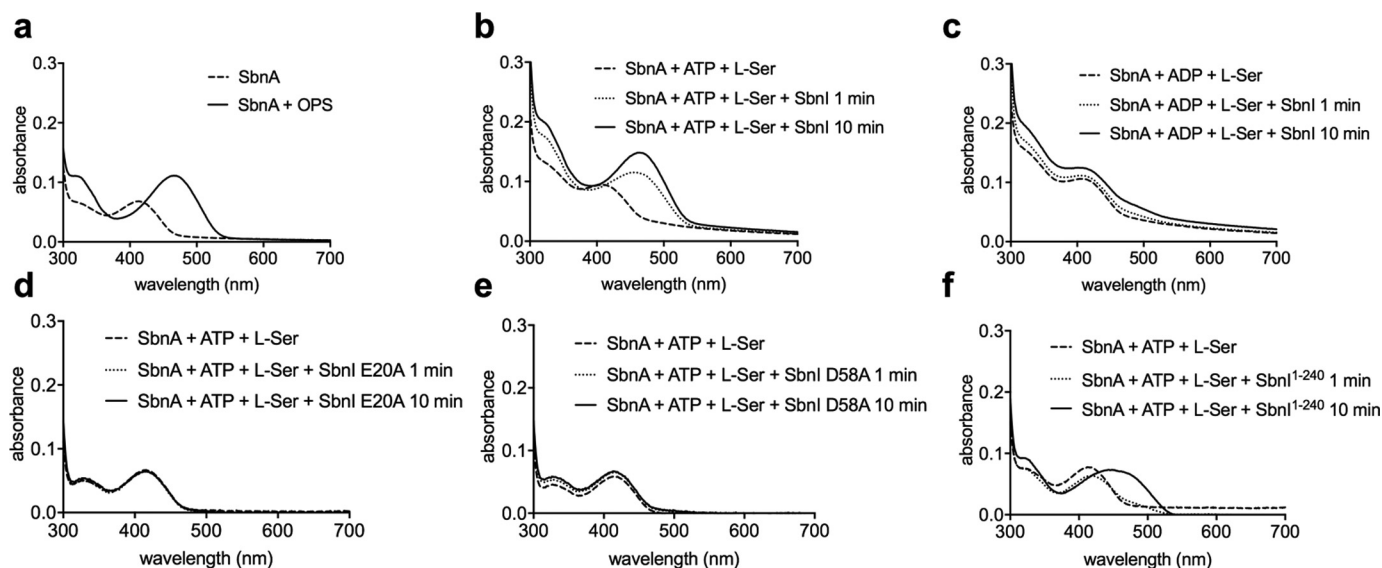 a
0.3
0.2
0.1
0.0
absorbance
300 400 500 600 700
wavelength (nm)
SbnA
SbnA + OPS
b
0.3
0.2
0.1
0.0
absorbance
300 400 500 600 700
wavelength (nm)
SbnA + ATP + L-Ser
SbnA + ATP + L-Ser + SbnI 1 min
SbnA + ATP + L-Ser + SbnI 10 min
c
0.3
0.2
0.1
0.0
absorbance
300 400 500 600 700
wavelength (nm)
SbnA + ADP + L-Ser
SbnA + ADP + L-Ser + SbnI 1 min
SbnA + ADP + L-Ser + SbnI 10 min
d
0.3
0.2
0.1
0.0
absorbance
300 400 500 600 700
wavelength (nm)
SbnA + ATP + L-Ser
SbnA + ATP + L-Ser + SbnI E20A 1 min
SbnA + ATP + L-Ser + SbnI E20A 10 min
e
0.3
0.2
0.1
0.0
absorbance
300 400 500 600 700
wavelength (nm)
SbnA + ATP + L-Ser
SbnA + ATP + L-Ser + SbnI D58A 1 min
SbnA + ATP + L-Ser + SbnI D58A 10 min
f
0.3
0.2
0.1
0.0
absorbance
300 400 500 600 700
wavelength (nm)
SbnA + ATP + L-Ser
SbnA + ATP + L-Ser + SbnI¹⁻²⁴⁰ 1 min
SbnA + ATP + L-Ser + SbnI¹⁻²⁴⁰ 10 min